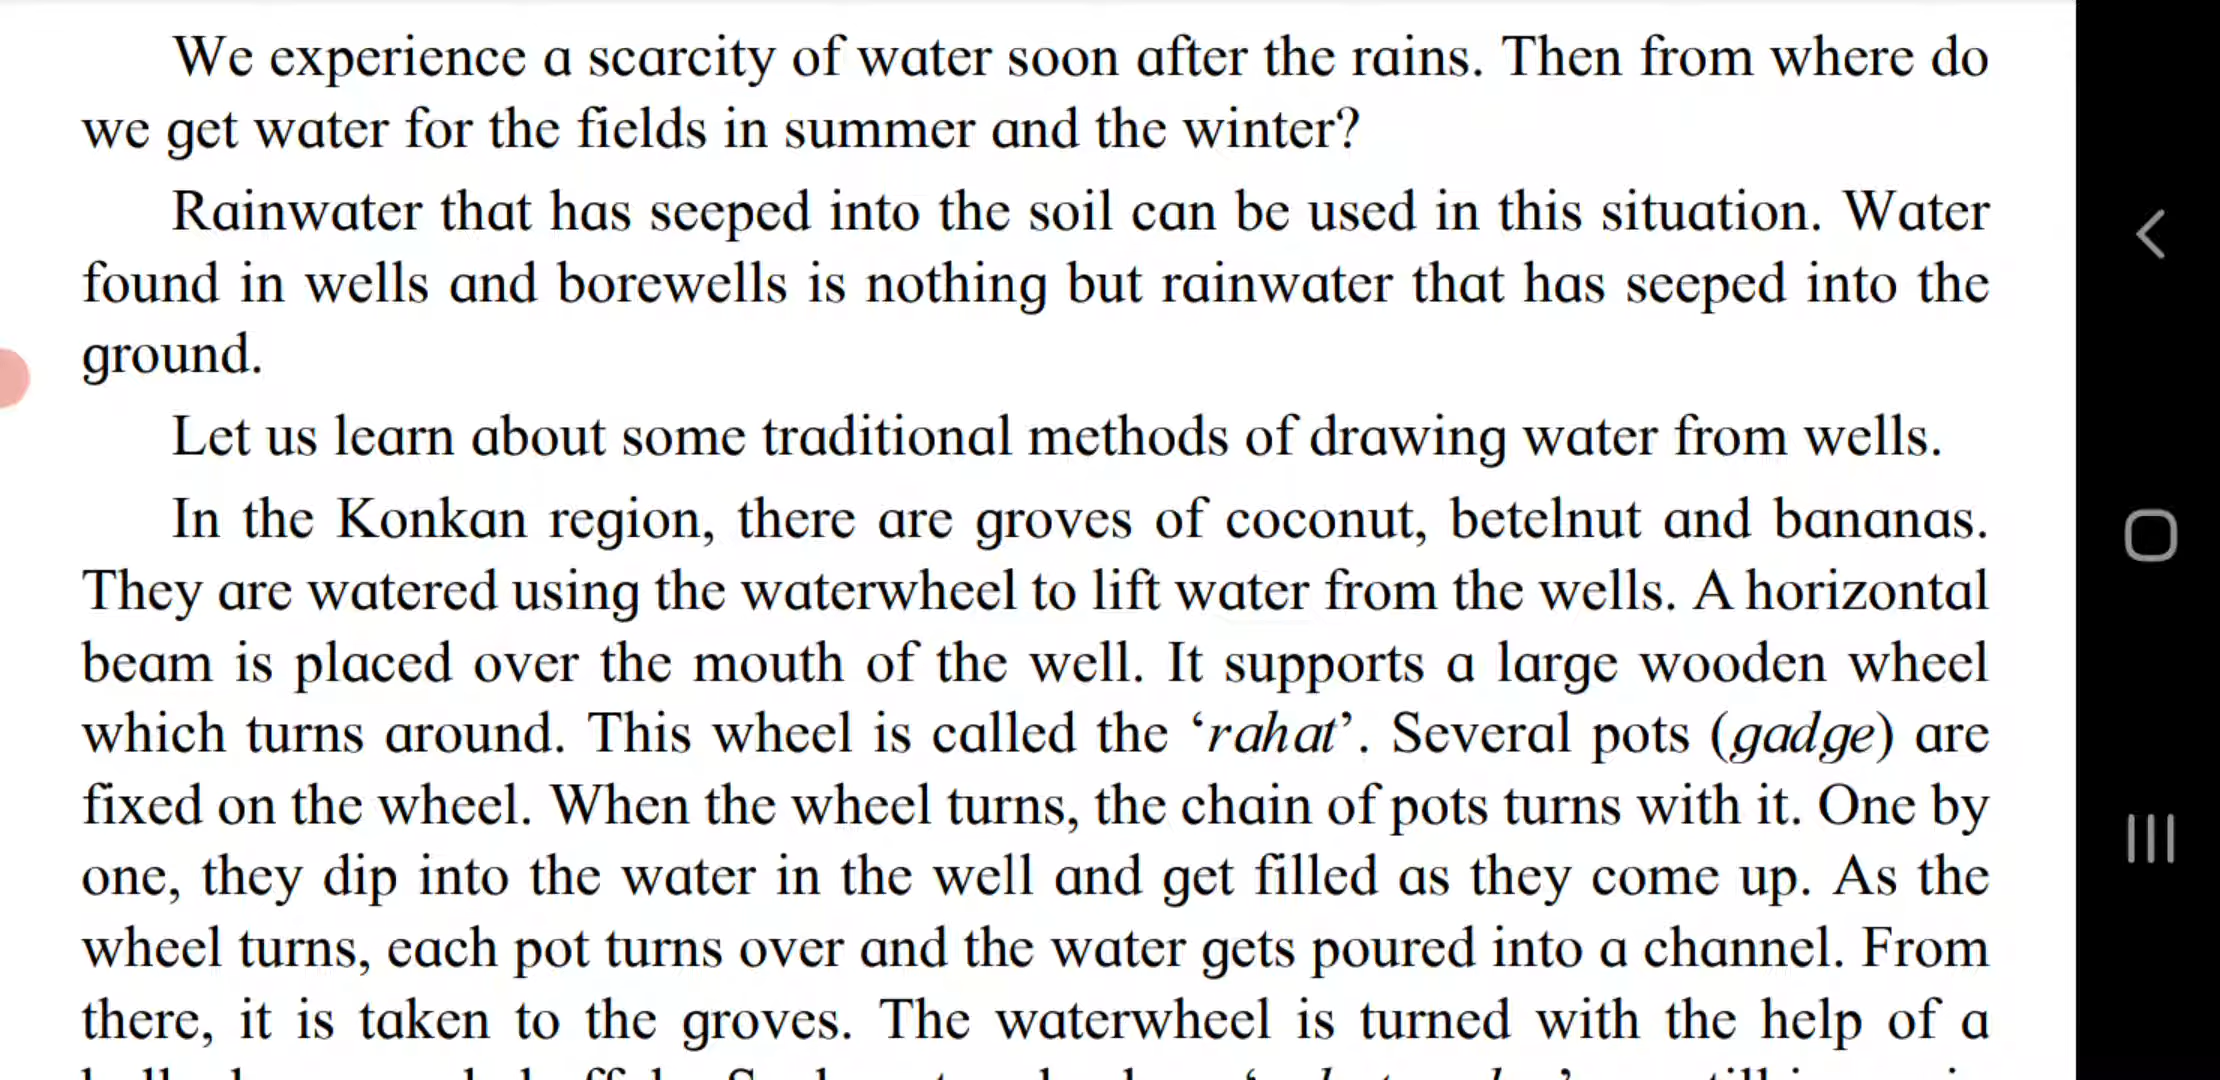 We experience a scarcity of water soon after the rains. Then from where do
we get water for the fields in summer and the winter?
Rainwater that has seeped into the soil can be used in this situation. Water
found in wells and borewells is nothing but rainwater that has seeped into the
ground.
Let us learn about some traditional methods of drawing water from wells.
In the Konkan region, there are groves of coconut, betelnut and bananas.
They are watered using the waterwheel to lift water from the wells. A horizontal
beam is placed over the mouth of the well. It supports a large wooden wheel
which turns around. This wheel is called the ‘rahat’. Several pots (gadge) are
fixed on the wheel. When the wheel turns, the chain of pots turns with it. One by
one, they dip into the water in the well and get filled as they come up. As the
wheel turns, each pot turns over and the water gets poured into a channel. From
there, it is taken to the groves. The waterwheel is turned with the help of a